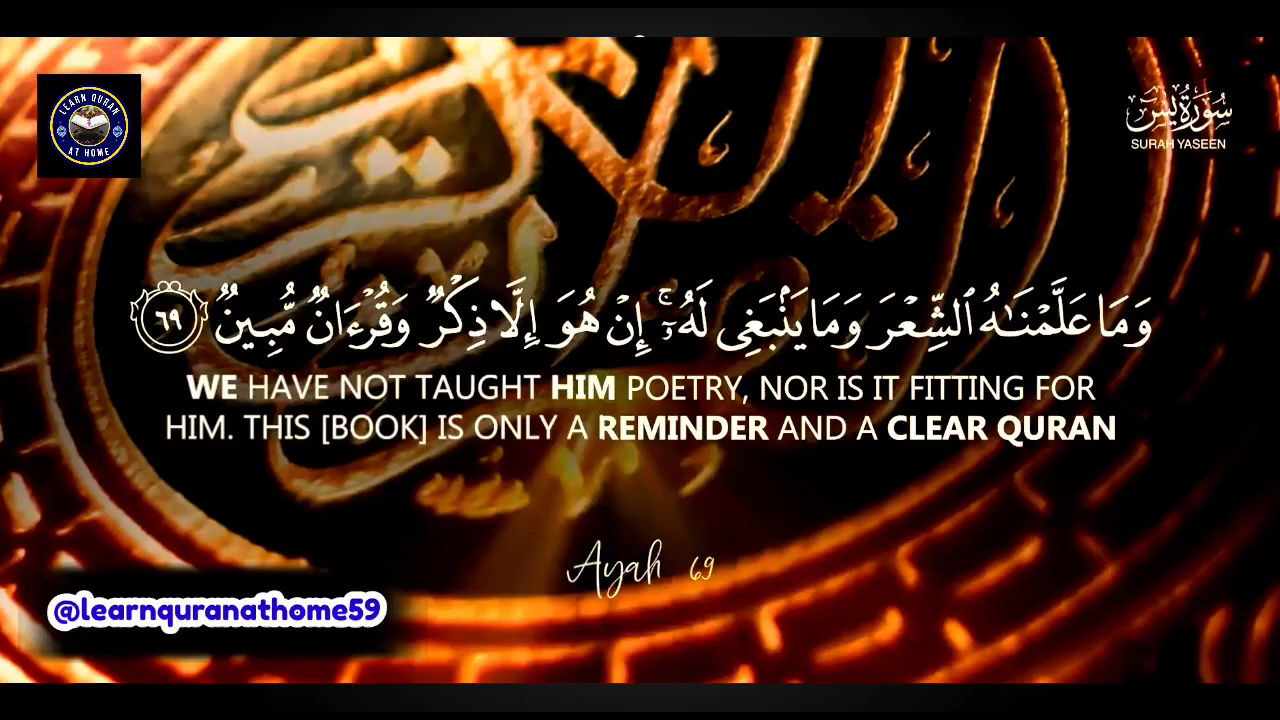 LEARN QURAN
AT HOME
سُورَةُ يسٓ
SURAH YASEEN
وَمَا عَلَّمْنَـٰهُ ٱلشِّعْرَ وَمَا يَنۢبَغِى لَهُۥٓ ۚ إِنْ هُوَ إِلَّا ذِكْرٌ وَقُرْءَانٌ مُّبِينٌ ٦٩
WE HAVE NOT TAUGHT HIM POETRY, NOR IS IT FITTING FOR
HIM. THIS [BOOK] IS ONLY A REMINDER AND A CLEAR QURAN
Ayah 69
@learnquranathome59